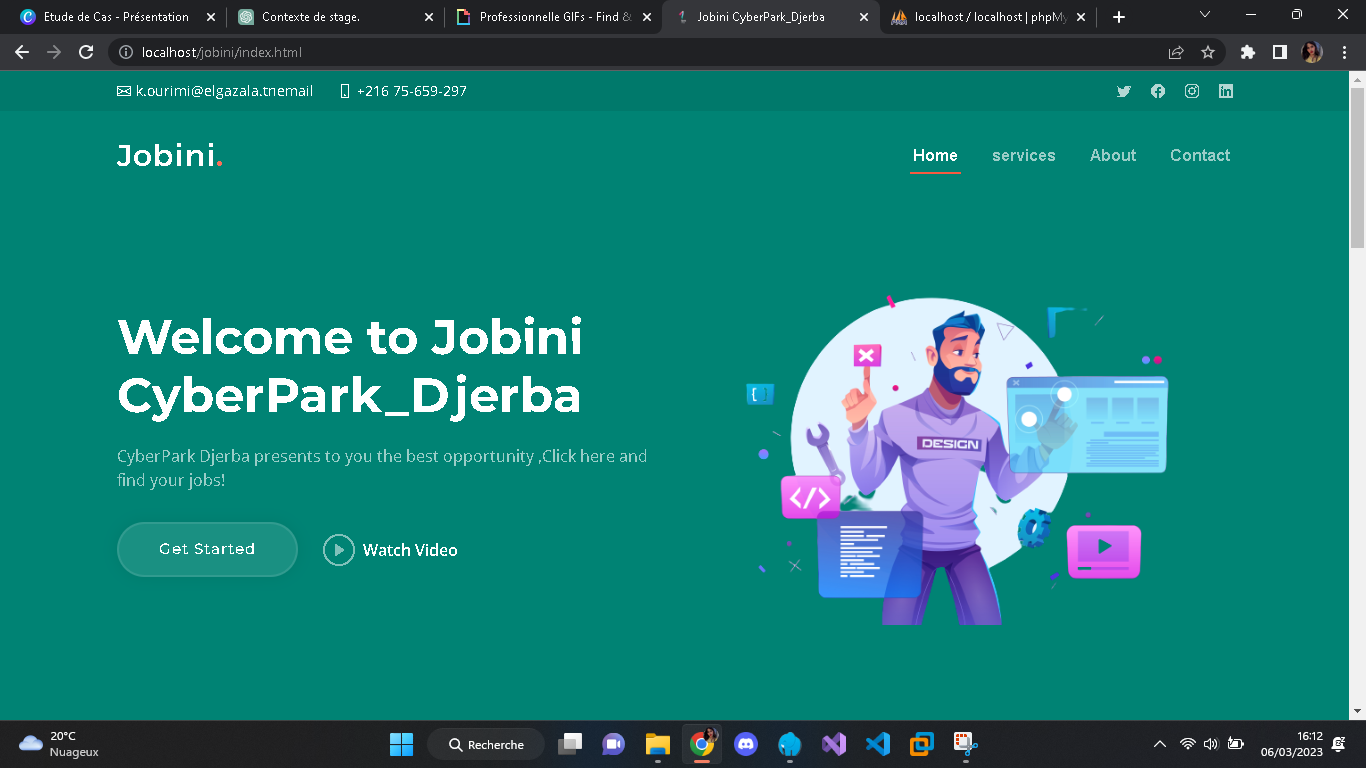 Etude de Cas - Présentation
Contexte de stage.
Professionnelle GIFs - Find &
Jobini CyberPark_Djerba
localhost / localhost | phpMy
localhost/jobini/index.html
k.ourimi@elgazala.tnemail
+216 75-659-297
Jobini.
Home
services
About
Contact
Welcome to Jobini
CyberPark_Djerba
CyberPark Djerba presents to you the best opportunity ,Click here and
find your jobs!
Get Started
Watch Video
DESIGN
20°C
Nuageux
Recherche
16:12
06/03/2023